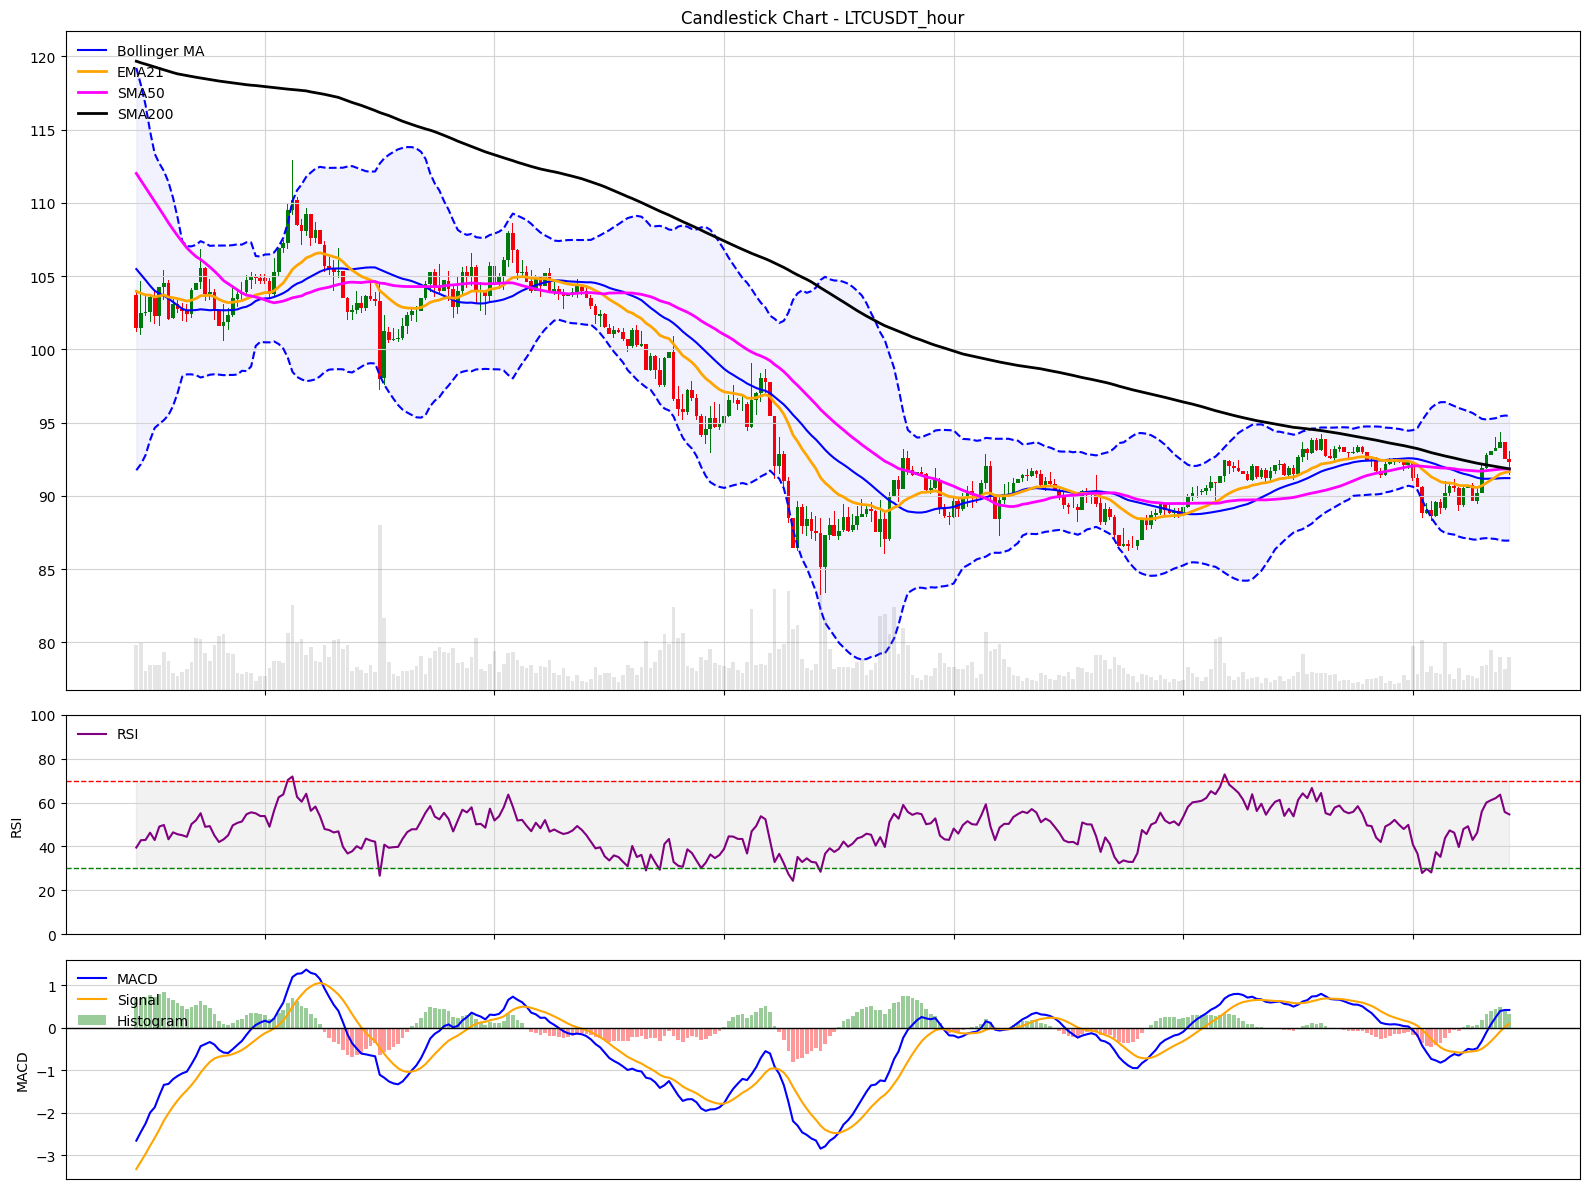 Candlestick Chart - LTCUSDT_hour
Bollinger MA
EMA21
SMA50
SMA200
120
115
110
105
100
95
90
85
80
RSI
100
80
60
40
20
0
RSI
MACD
Signal
Histogram
1
0
−1
−2
−3
MACD